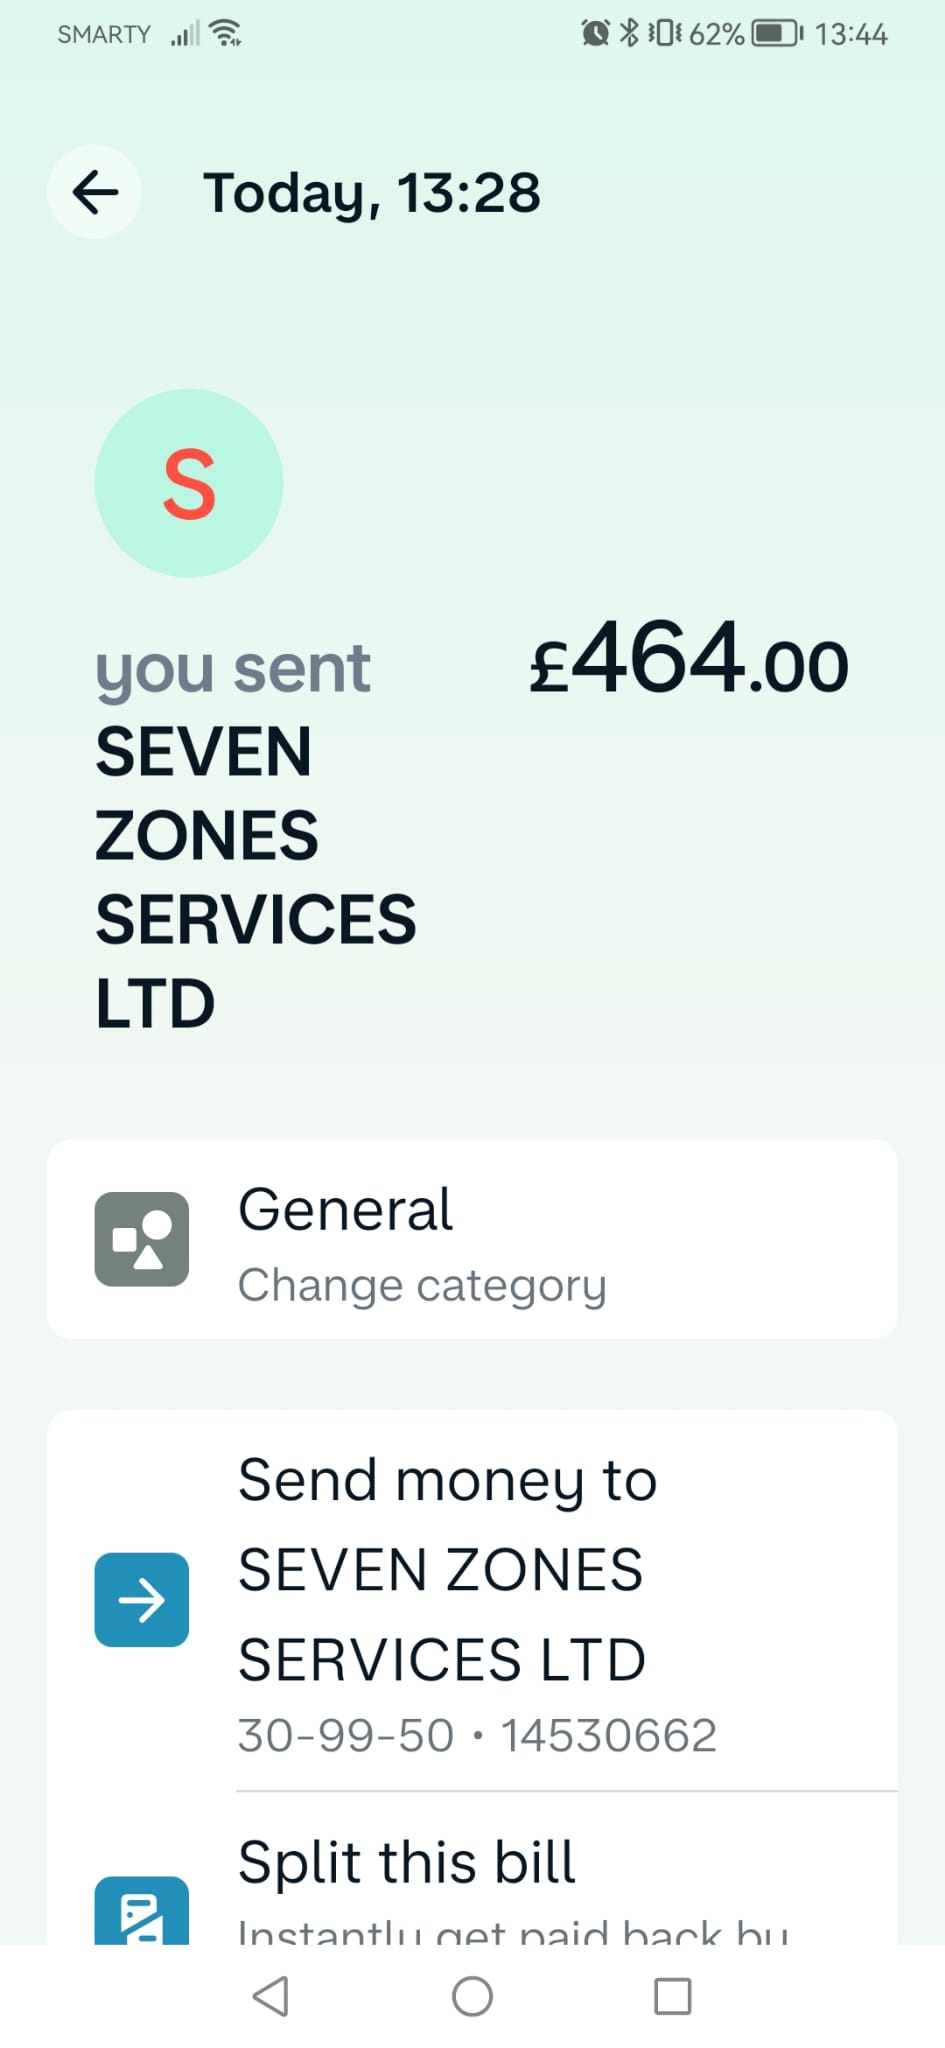 SMARTY 62% 13:44
Today, 13:28
S
you sent £464.00
SEVEN
ZONES
SERVICES
LTD
General
Change category
Send money to
SEVEN ZONES
SERVICES LTD
30-99-50 • 14530662
Split this bill
Instantly get paid back by